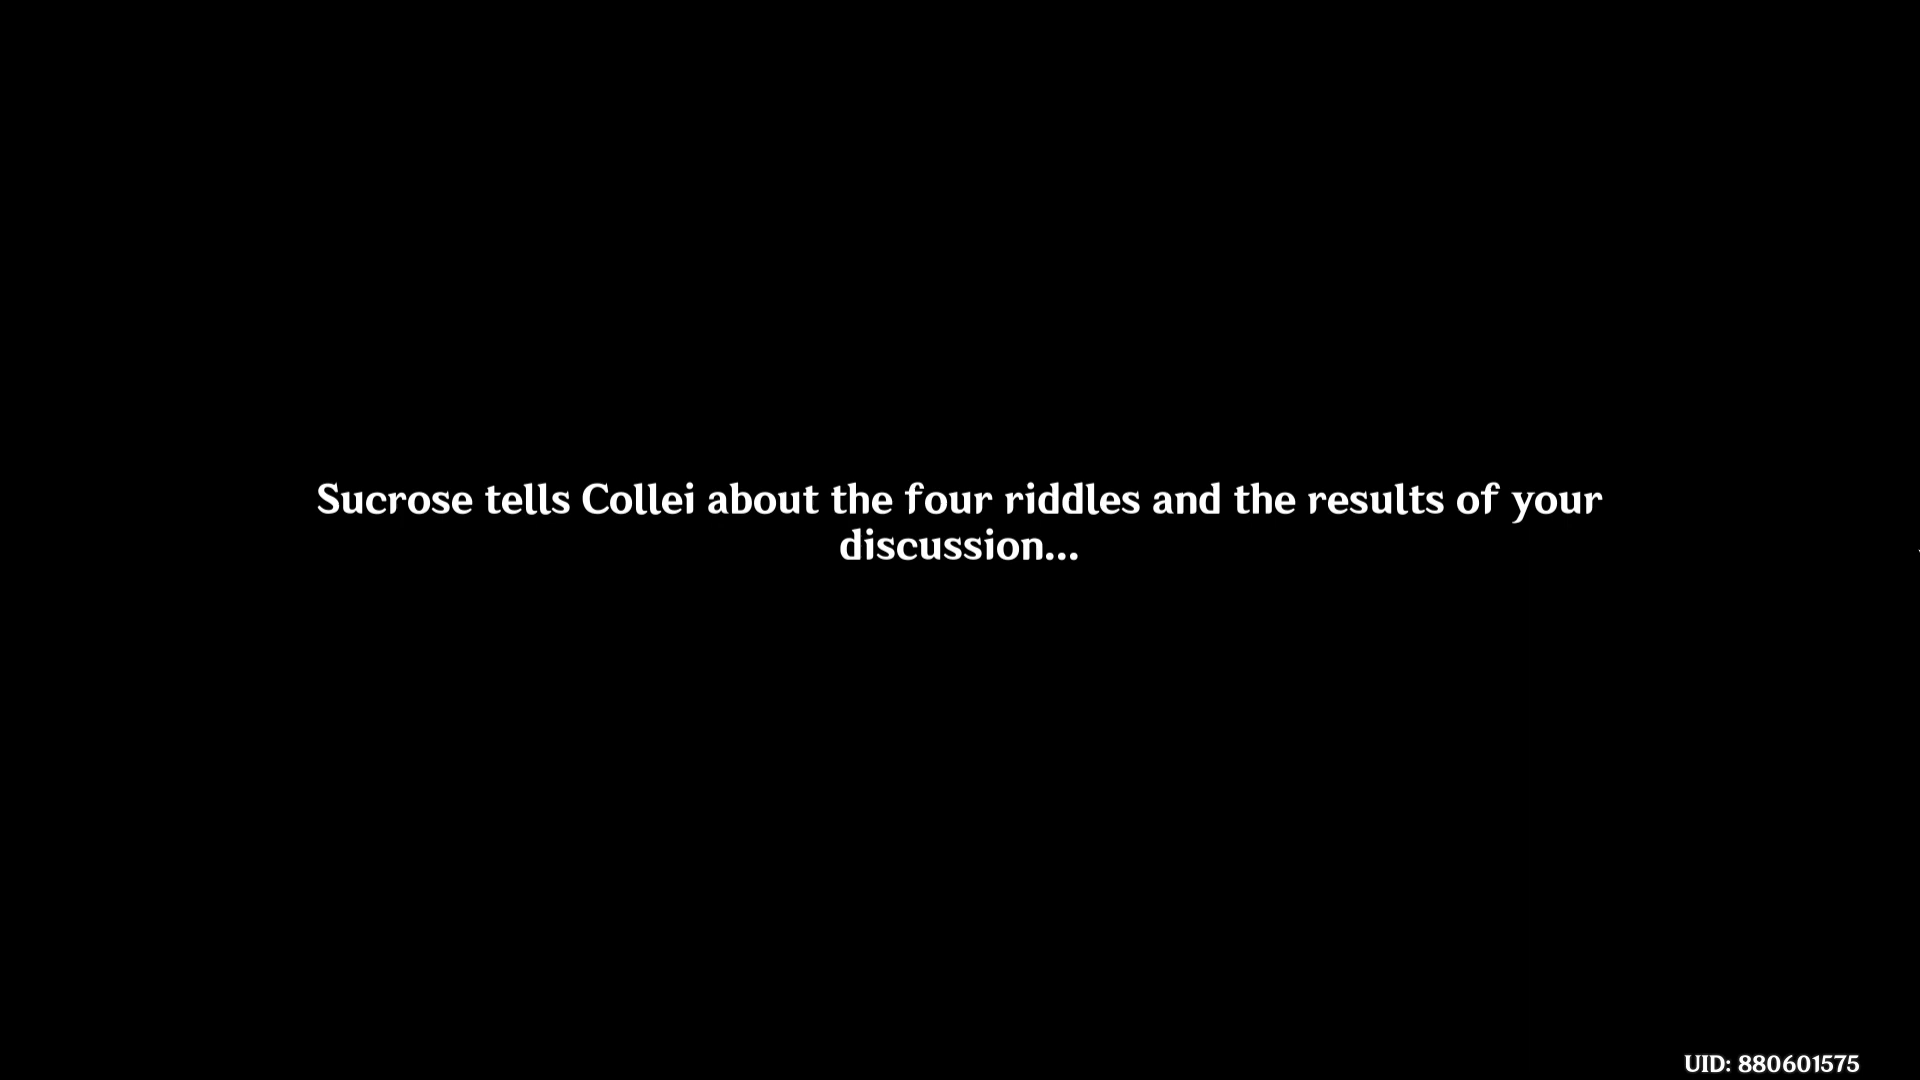 Sucrose tells Collei about the four riddles and the results of your
discussion...
UID: 880601575